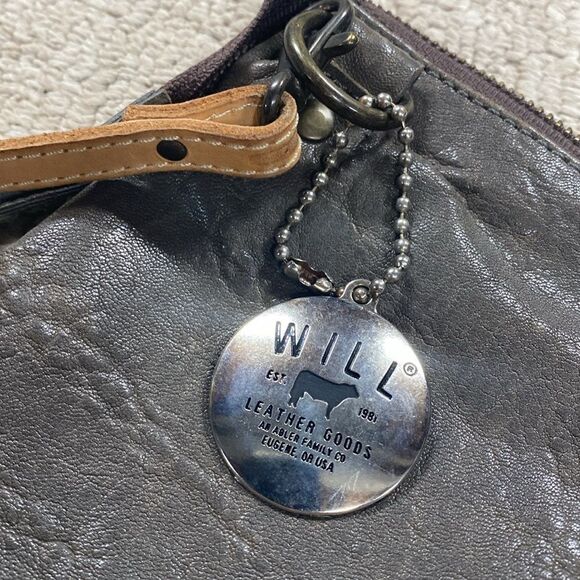 WILL®
EST. 1981
LEATHER GOODS
AN ADLER FAMILY CO
EUGENE, OR USA